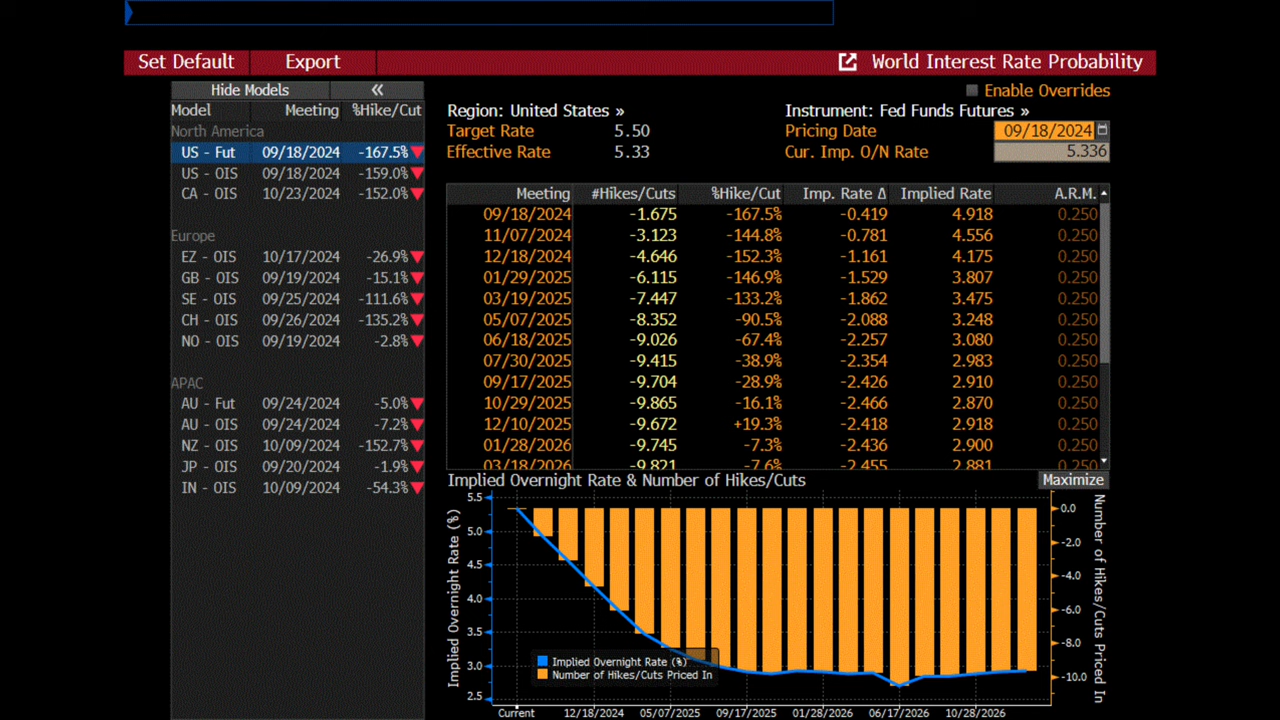 Set Default Export World Interest Rate Probability
Hide Models «
Enable Overrides
Model Meeting %Hike/Cut
North America
US - Fut 09/18/2024 -167.5%
US - OIS 09/18/2024 -159.0%
CA - OIS 10/23/2024 -152.0%
Europe
EZ - OIS 10/17/2024 -26.9%
GB - OIS 09/19/2024 -15.1%
SE - OIS 09/25/2024 -111.6%
CH - OIS 09/26/2024 -135.2%
NO - OIS 09/19/2024 -2.8%
APAC
AU - Fut 09/24/2024 -5.0%
AU - OIS 09/24/2024 -7.2%
NZ - OIS 10/09/2024 -152.7%
JP - OIS 09/20/2024 -1.9%
IN - OIS 10/09/2024 -54.3%
Region: United States » Instrument: Fed Funds Futures »
Target Rate 5.50 Pricing Date 09/18/2024
Effective Rate 5.33 Cur. Imp. O/N Rate 5.336
Meeting #Hikes/Cuts %Hike/Cut Imp. Rate Δ Implied Rate A.R.M.
09/18/2024 -1.675 -167.5% -0.419 4.918 0.250
11/07/2024 -3.123 -144.8% -0.781 4.556 0.250
12/18/2024 -4.646 -152.3% -1.161 4.175 0.250
01/29/2025 -6.115 -146.9% -1.529 3.807 0.250
03/19/2025 -7.447 -133.2% -1.862 3.475 0.250
05/07/2025 -8.352 -90.5% -2.088 3.248 0.250
06/18/2025 -9.026 -67.4% -2.257 3.080 0.250
07/30/2025 -9.415 -38.9% -2.354 2.983 0.250
09/17/2025 -9.704 -28.9% -2.426 2.910 0.250
10/29/2025 -9.865 -16.1% -2.466 2.870 0.250
12/10/2025 -9.672 +19.3% -2.418 2.918 0.250
01/28/2026 -9.745 -7.3% -2.436 2.900 0.250
03/18/2026 -9.821 -7.6% -2.455 2.881 0.250
Implied Overnight Rate & Number of Hikes/Cuts Maximize
Implied Overnight Rate (%)
5.5
5.0
4.5
4.0
3.5
3.0
2.5
Implied Overnight Rate (%)
Number of Hikes/Cuts Priced In
0.0
-2.0
-4.0
-6.0
-8.0
-10.0
Number of Hikes/Cuts Priced In
Current 12/18/2024 05/07/2025 09/17/2025 01/28/2026 06/17/2026 10/28/2026